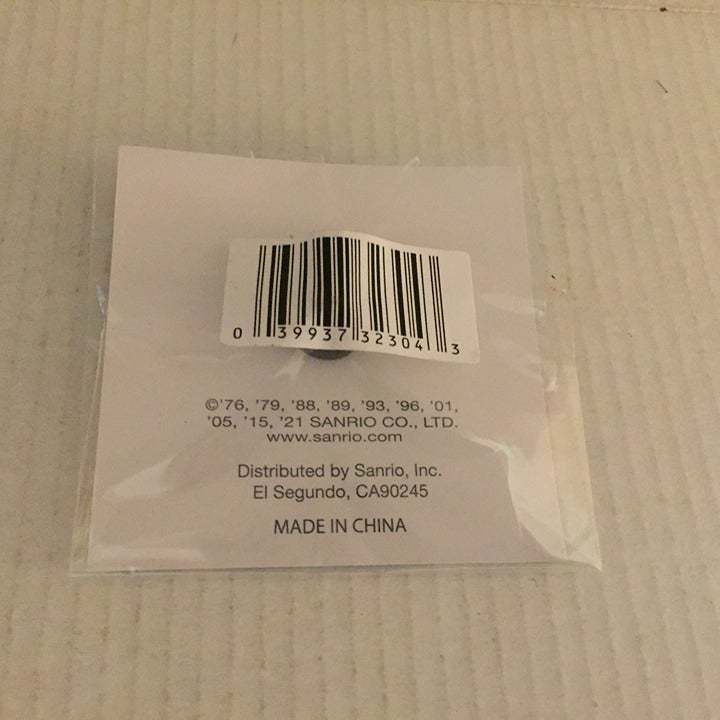 0 39937 32304 3
©'76, '79, '88, '89, '93, '96, '01,
'05, '15, '21 SANRIO CO., LTD.
www.sanrio.com
Distributed by Sanrio, Inc.
El Segundo, CA90245
MADE IN CHINA